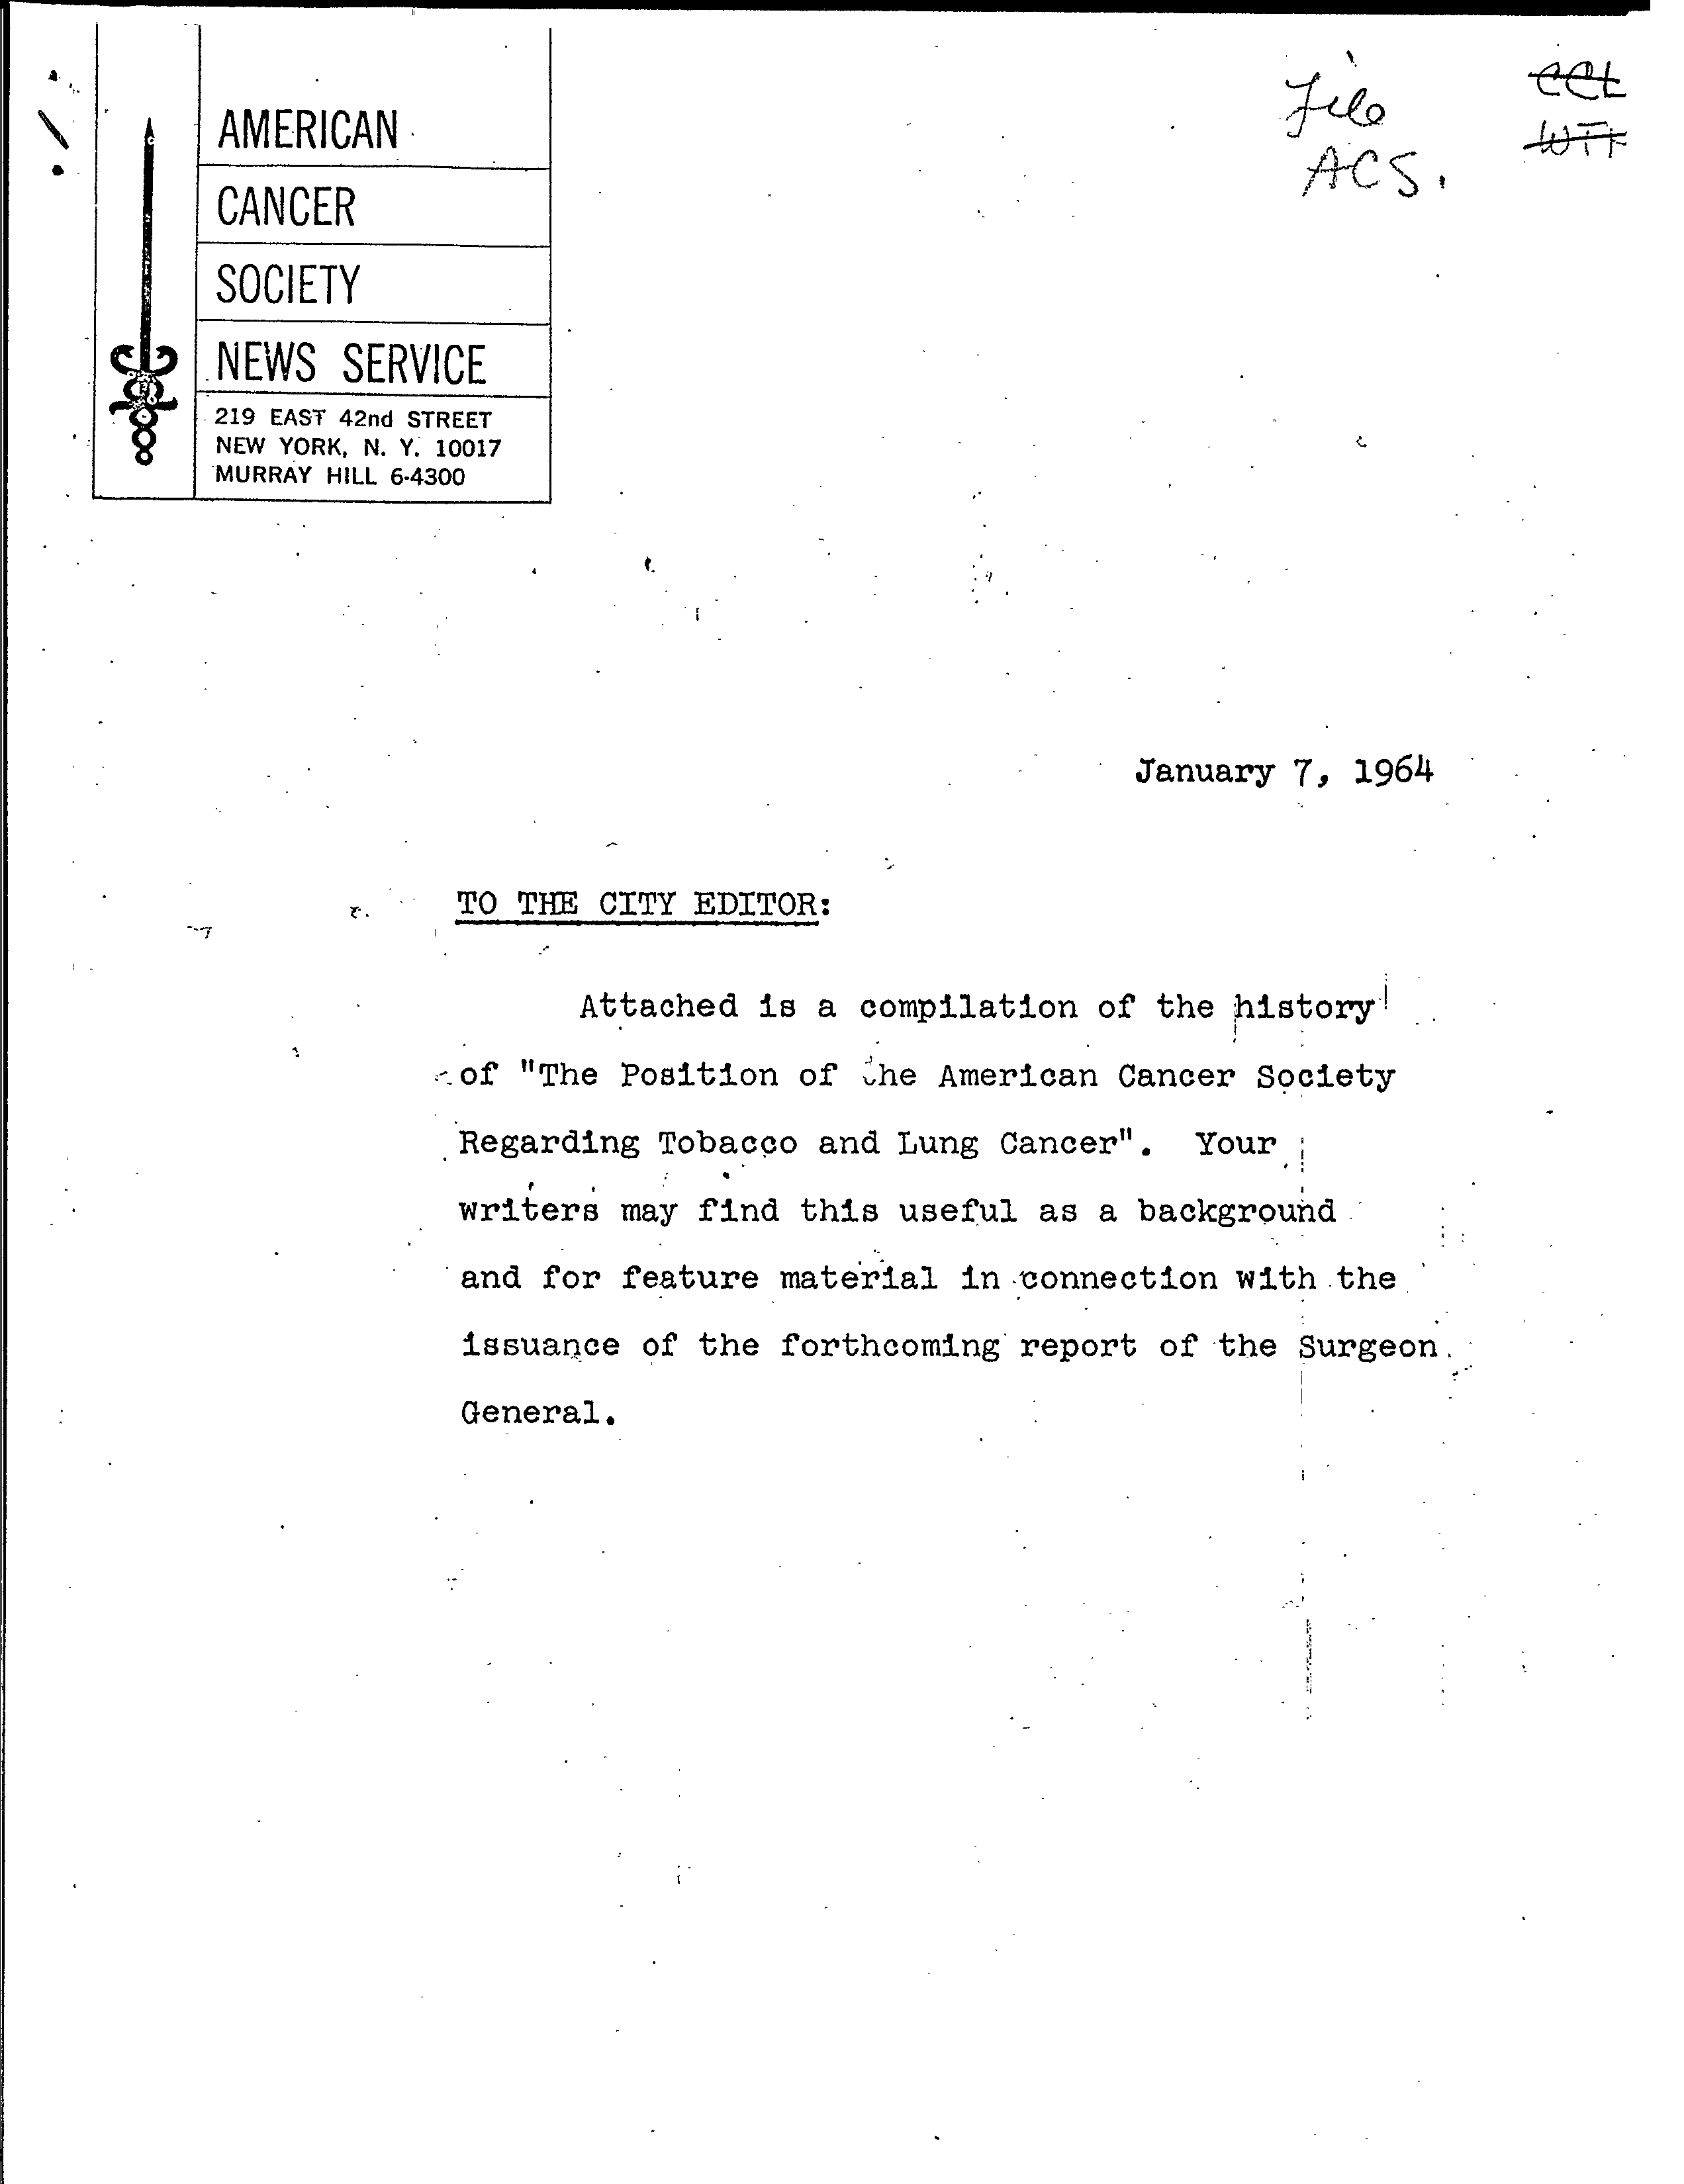 AMERICAN
CANCER
SOCIETY
NEWS SERVICE
219 EAST 42nd STREET
NEW YORK, N. Y. 10017
MURRAY HILL 6-4300
File
ACS.
January 7, 1964
TO THE CITY EDITOR:
Attached is a compilation of the history
of "The Position of the American Cancer Society
Regarding Tobacco and Lung Cancer". Your
writers may find this useful as a background
and for feature material in connection with the
issuance of the forthcoming report of the Surgeon
General.